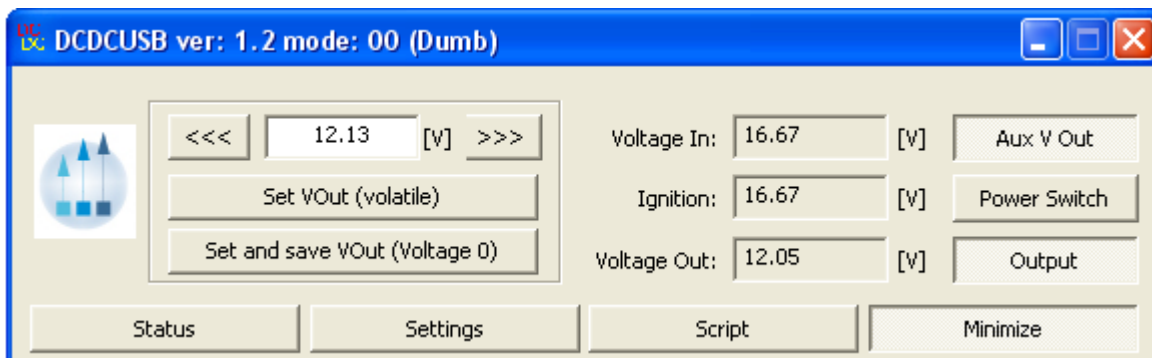 DC DC DCDCUSB ver: 1.2 mode: 00 (Dumb)
<<< 12.13 [V] >>>
Set VOut (volatile)
Set and save VOut (Voltage 0)
Voltage In: 16.67 [V] Aux V Out
Ignition: 16.67 [V] Power Switch
Voltage Out: 12.05 [V] Output
Status Settings Script Minimize